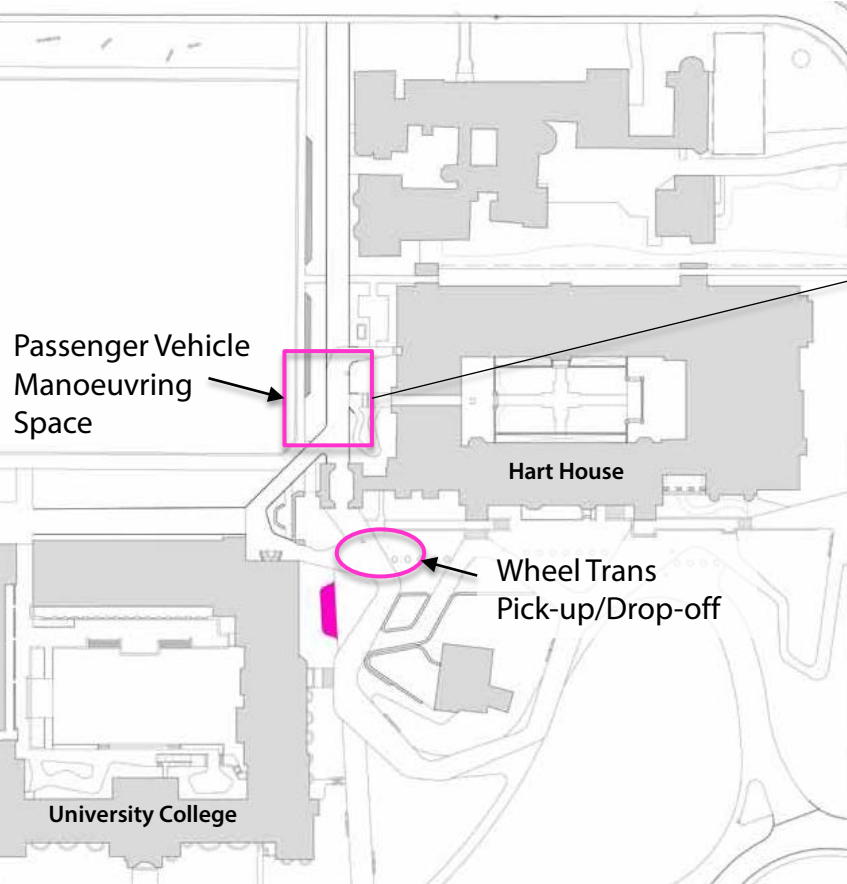 Passenger Vehicle
Manoeuvring
Space
Hart House
Wheel Trans
Pick-up/Drop-off
University College